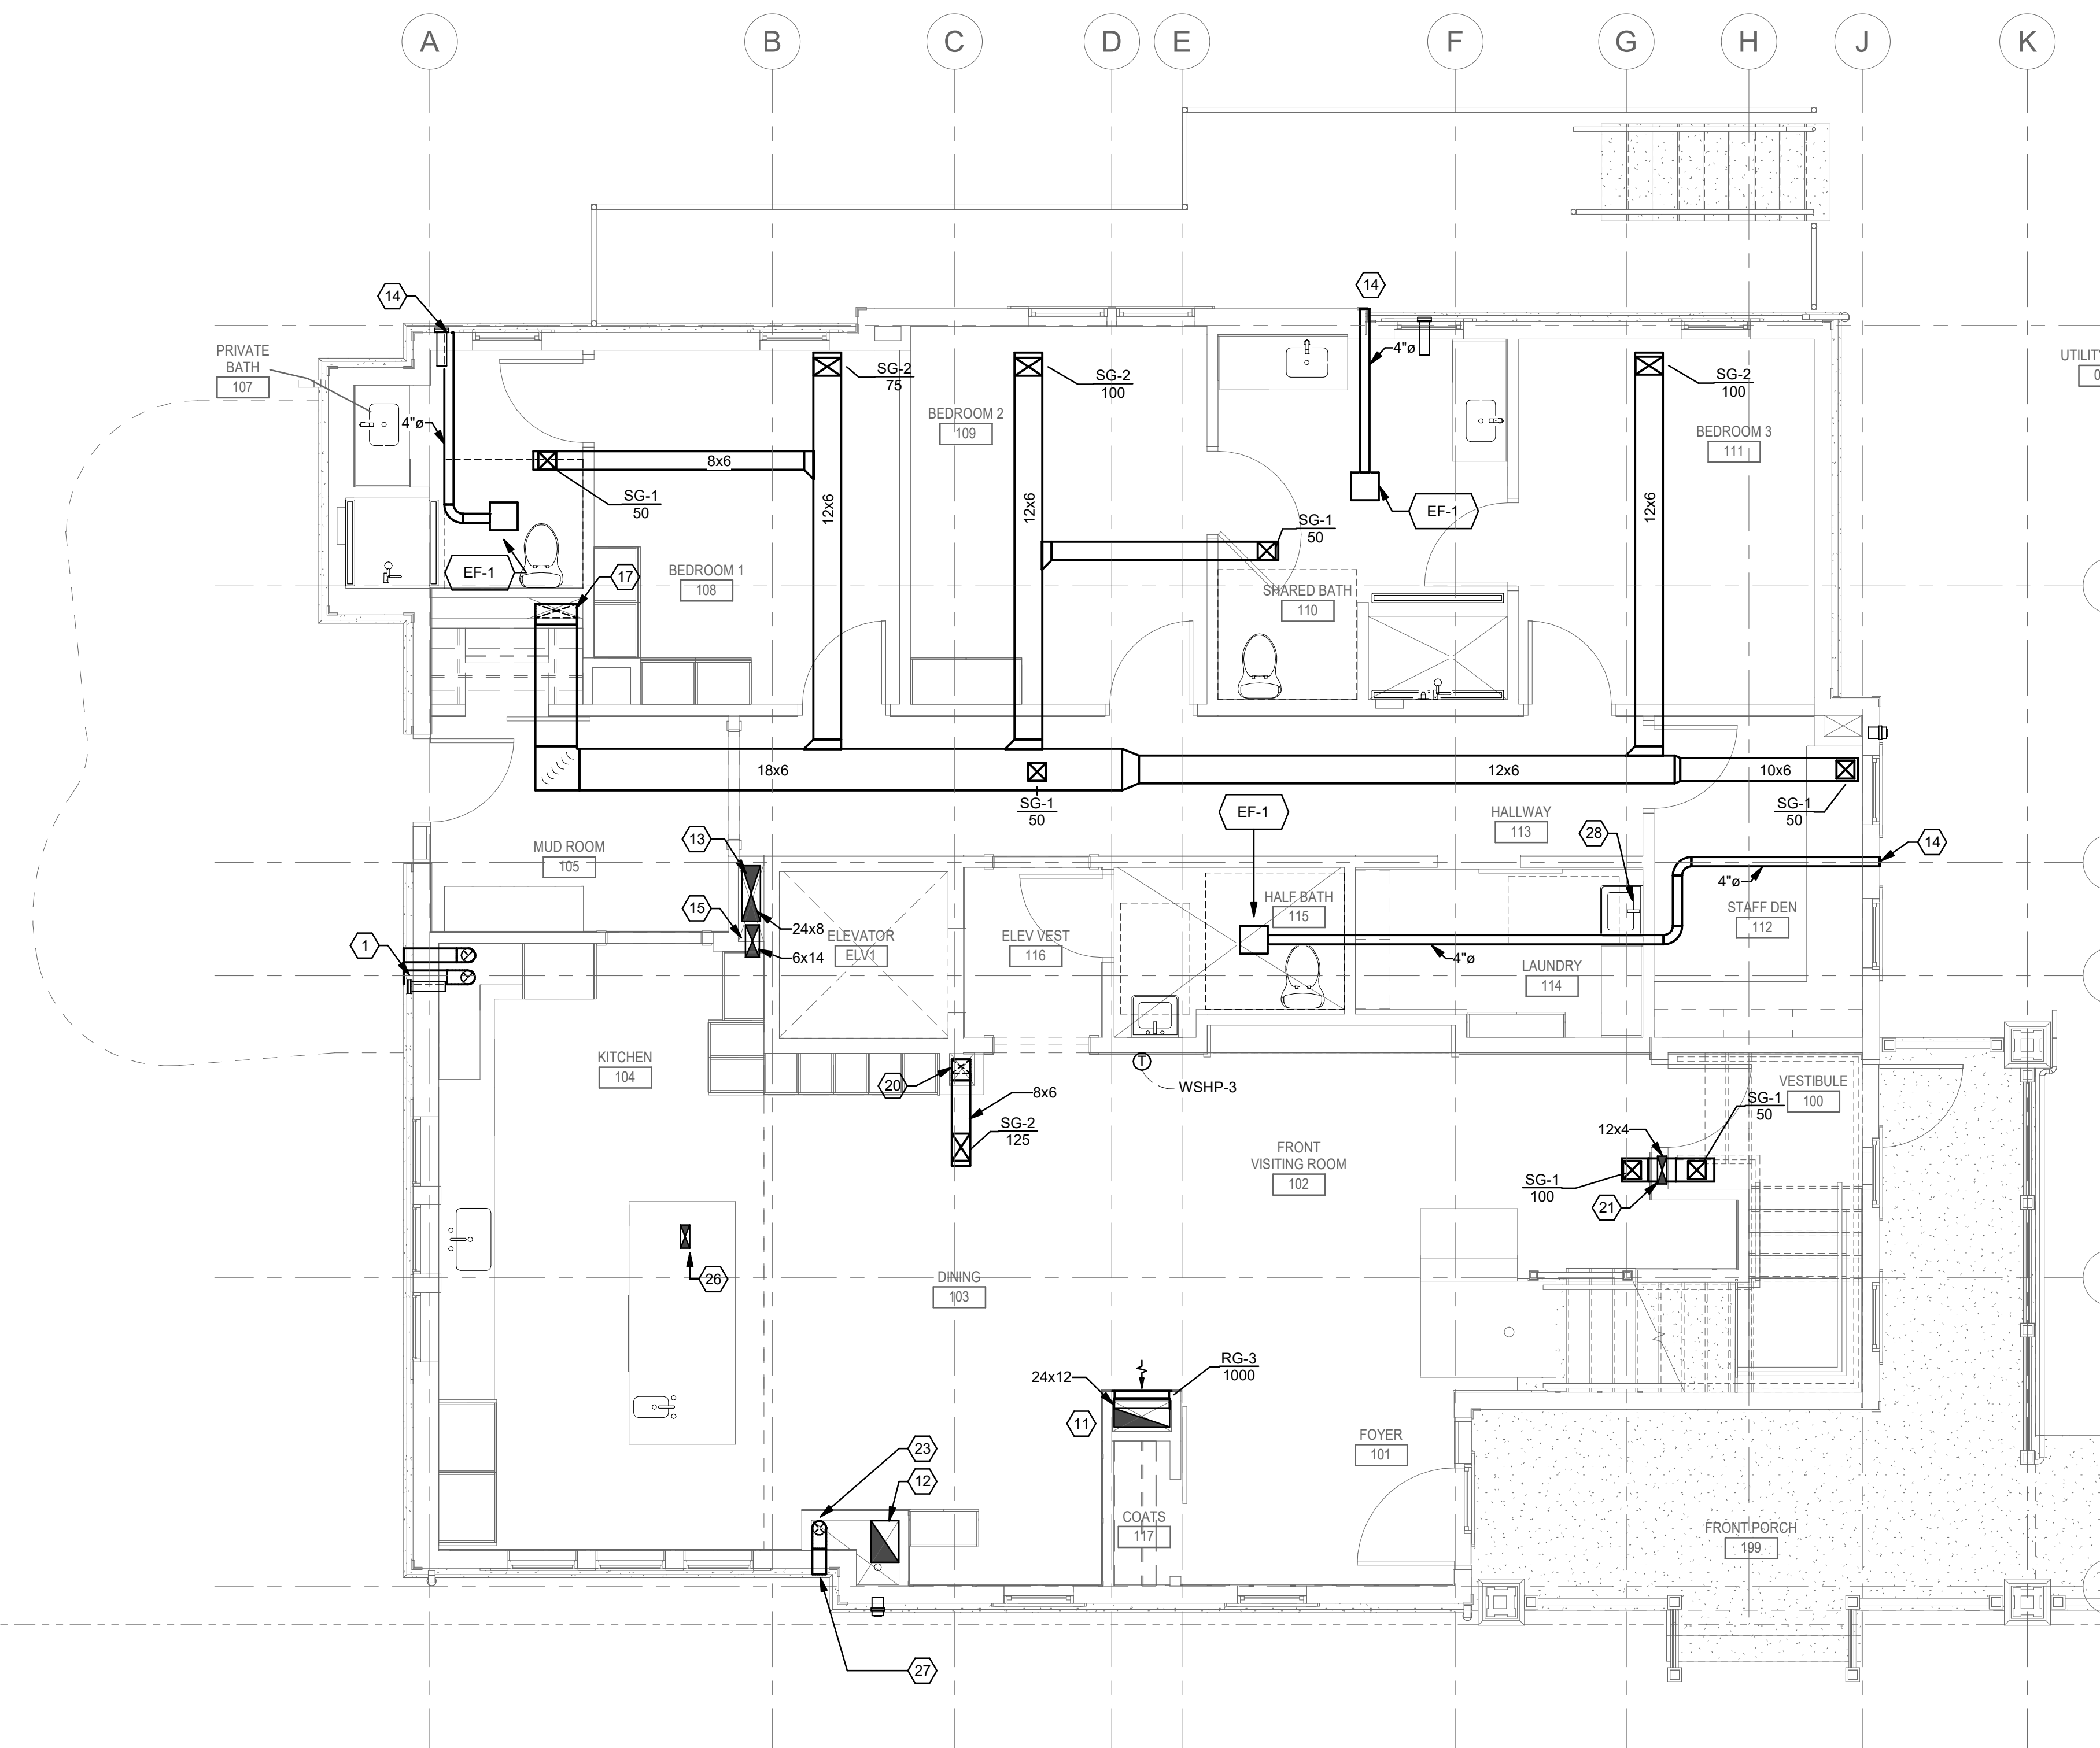 A
B
C
D
E
F
G
H
J
K
14
14
PRIVATE
BATH
107
4"ø
4"ø
UTILITY
SG-2
75
SG-2
100
SG-2
100
BEDROOM 2
109
BEDROOM 3
111
8x6
SG-1
50
12x6
12x6
12x6
EF-1
SG-1
50
EF-1
17
BEDROOM 1
108
SHARED BATH
110
18x6
12x6
10x6
SG-1
50
SG-1
50
EF-1
HALLWAY
113
28
14
13
MUD ROOM
105
4"ø
15
24x8
HALF BATH
115
STAFF DEN
112
1
ELEVATOR
ELV1
ELEV VEST
116
6x14
4"ø
LAUNDRY
114
KITCHEN
104
20
T
WSHP-3
8x6
VESTIBULE
100
SG-1
50
SG-2
125
12x4
FRONT
VISITING ROOM
102
SG-1
100
21
26
DINING
103
24x12
RG-3
1000
11
FOYER
101
23
12
COATS
117
FRONT PORCH
199
27